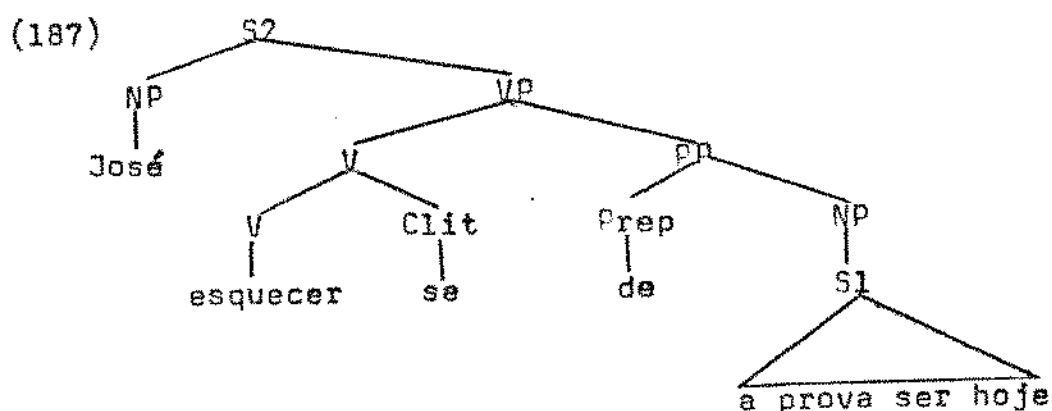 (187) S2
NP VP
José V PP
V Clit Prep NP
esquecer se de S1
a prova ser hoje